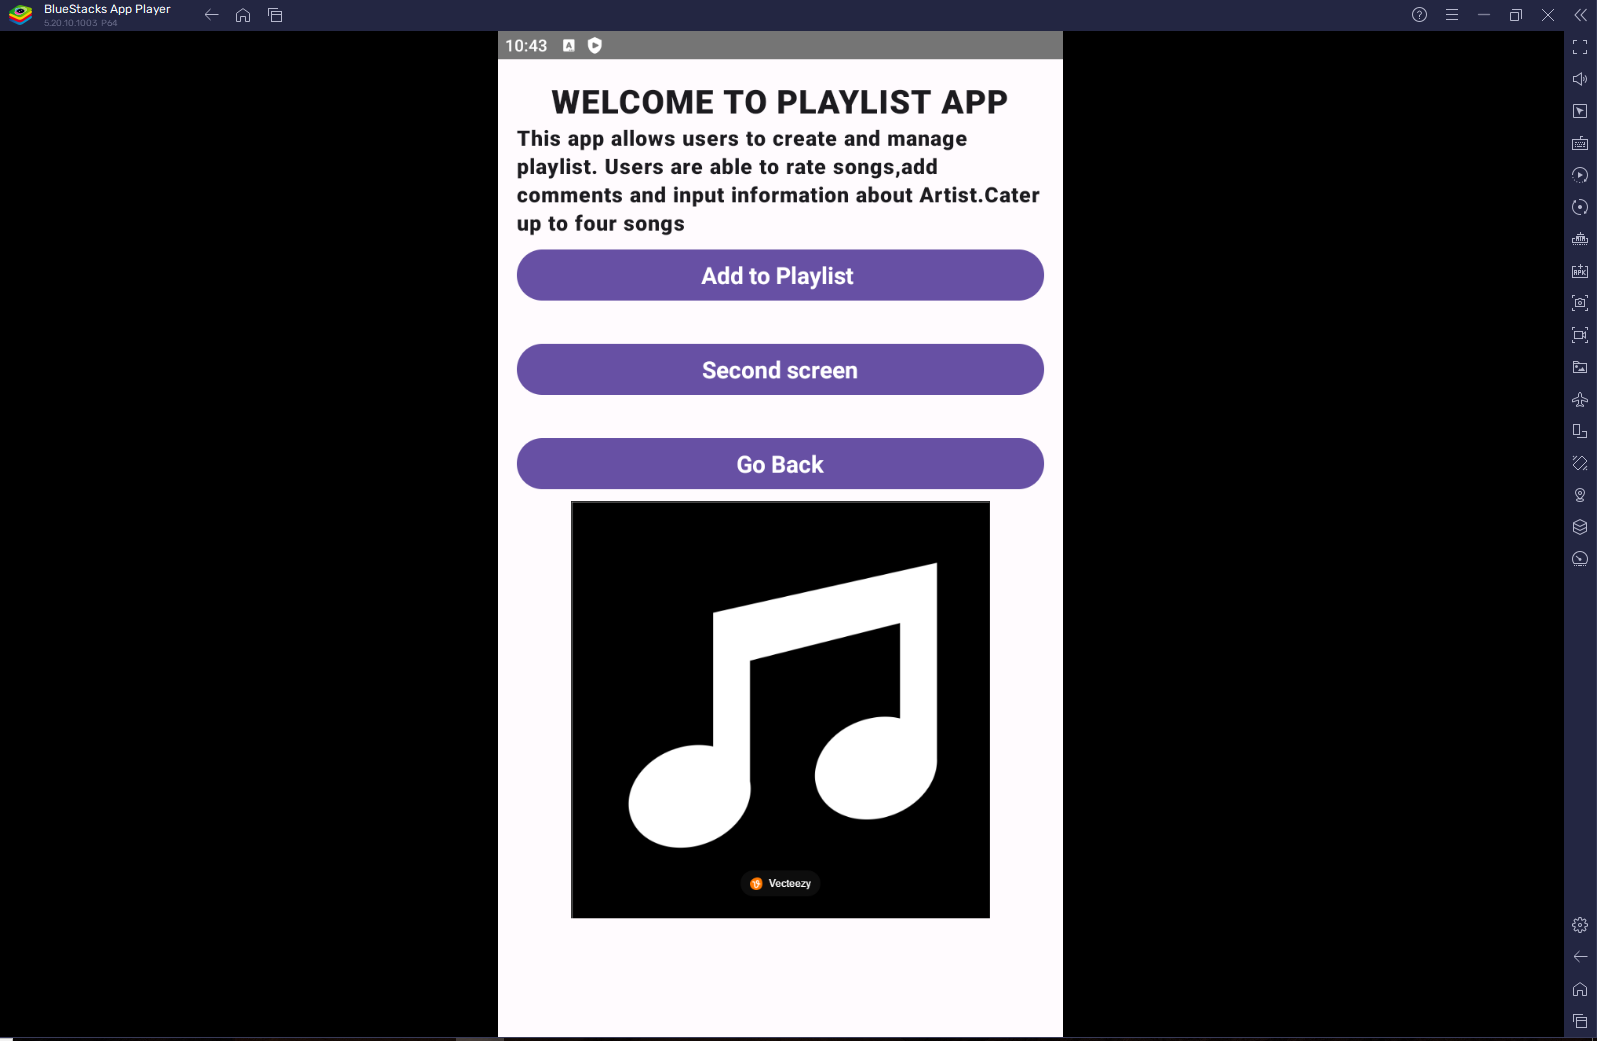 BlueStacks App Player
5.20.10.1003 P64
10:43
WELCOME TO PLAYLIST APP
This app allows users to create and manage
playlist. Users are able to rate songs,add
comments and input information about Artist.Cater
up to four songs
Add to Playlist
Second screen
Go Back
Vecteezy